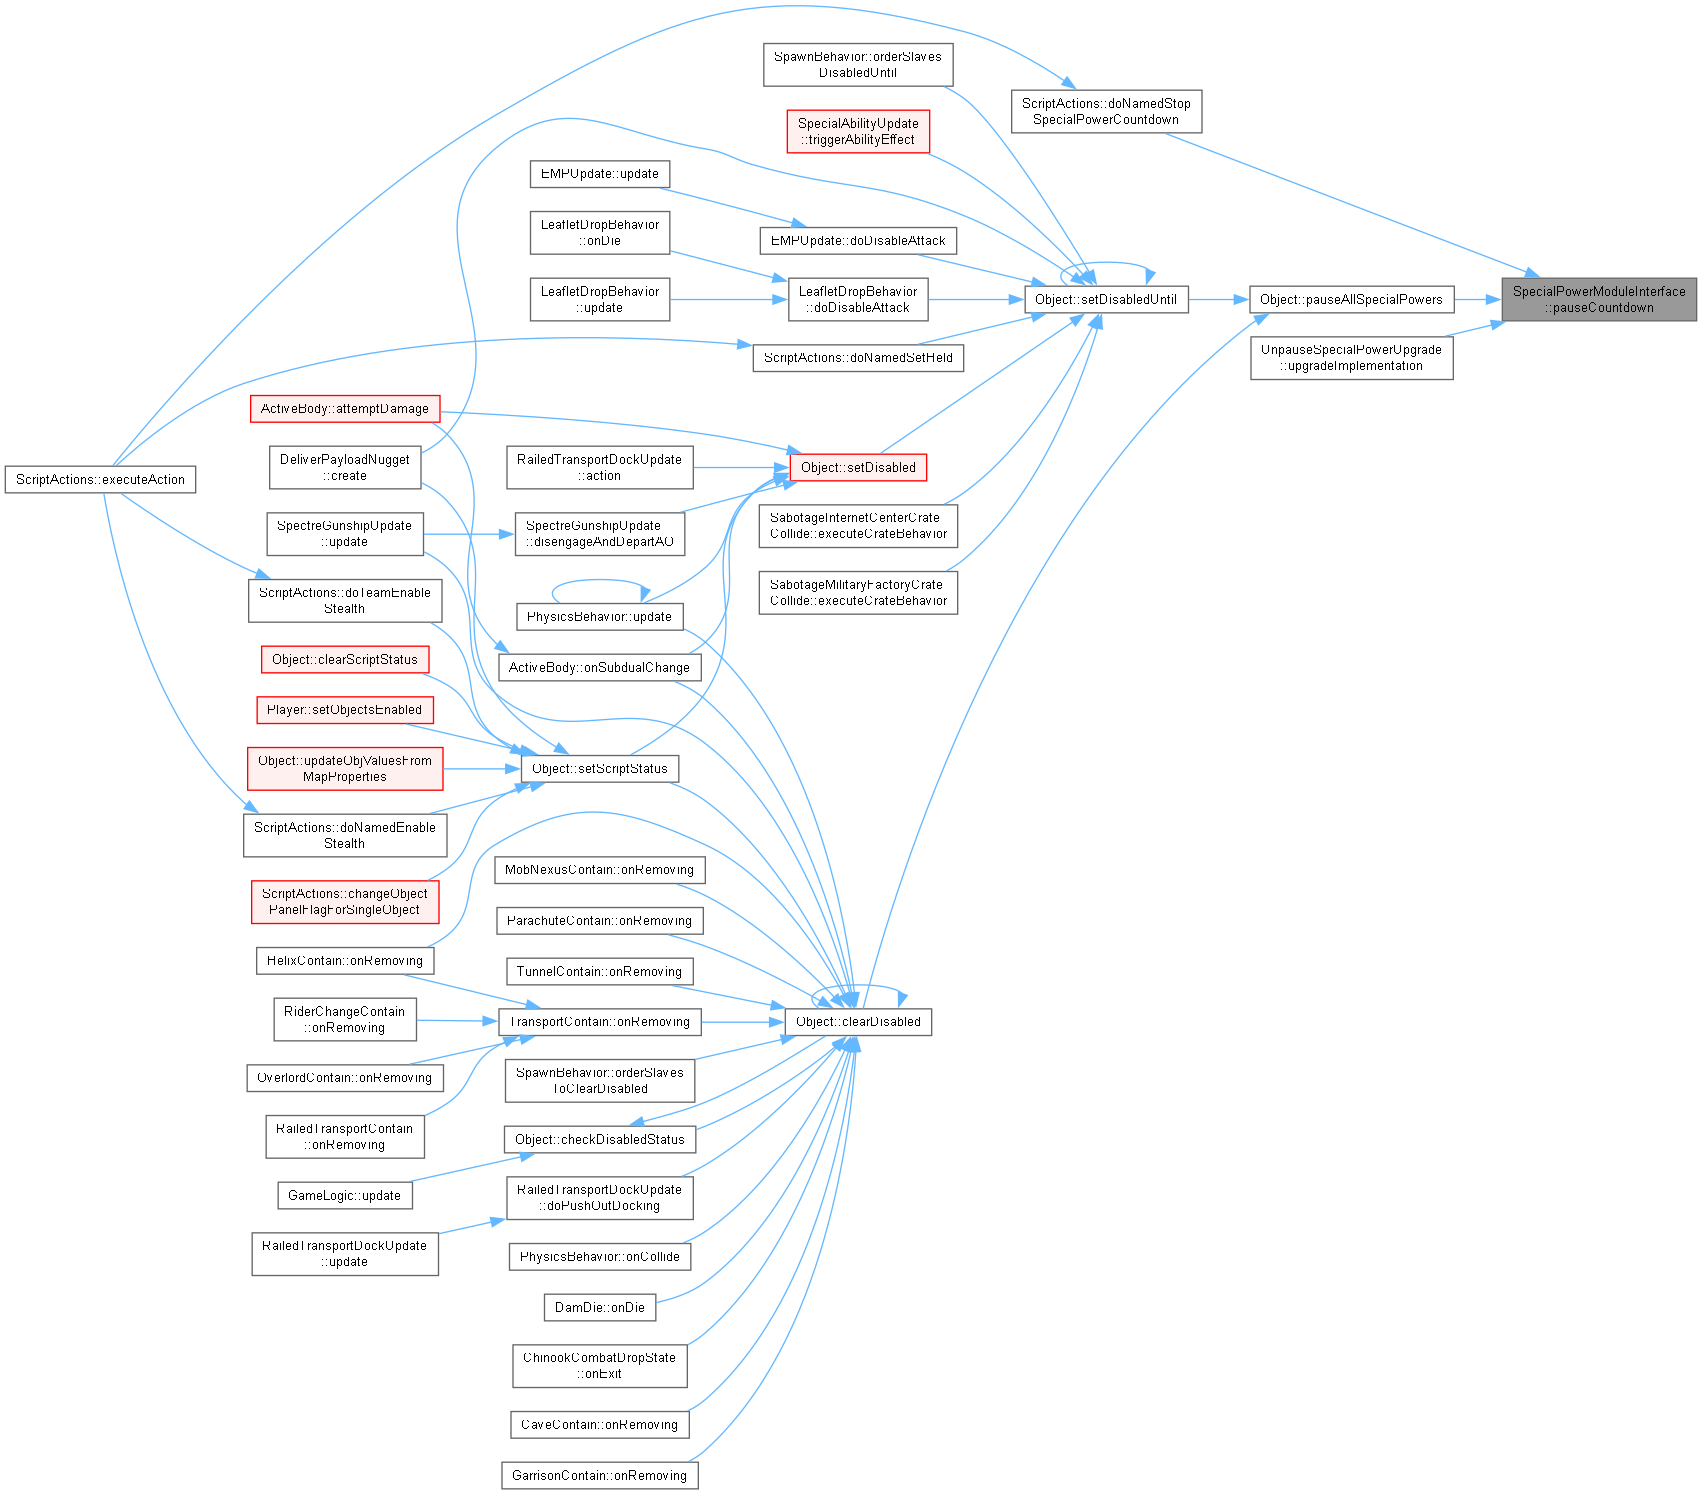 SpawnBehavior::orderSlaves
DisabledUntil
ScriptActions::doNamedStop
SpecialPowerCountdown
SpecialAbilityUpdate
::triggerAbilityEffect
EMPUpdate::update
LeafletDropBehavior
::onDie
EMPUpdate::doDisableAttack
LeafletDropBehavior
::update
LeafletDropBehavior
::doDisableAttack
Object::setDisabledUntil
Object::pauseAllSpecialPowers
SpecialPowerModuleInterface
::pauseCountdown
ScriptActions::doNamedSetHeld
UnpauseSpecialPowerUpgrade
::upgradeImplementation
ActiveBody::attemptDamage
DeliverPayloadNugget
::create
RailedTransportDockUpdate
::action
Object::setDisabled
ScriptActions::executeAction
SpectreGunshipUpdate
::update
SpectreGunshipUpdate
::disengageAndDepartAO
SabotageInternetCenterCrate
Collide::executeCrateBehavior
ScriptActions::doTeamEnable
Stealth
PhysicsBehavior::update
SabotageMilitaryFactoryCrate
Collide::executeCrateBehavior
Object::clearScriptStatus
ActiveBody::onSubdualChange
Player::setObjectsEnabled
Object::updateObjValuesFrom
MapProperties
Object::setScriptStatus
ScriptActions::doNamedEnable
Stealth
ScriptActions::changeObject
PanelFlagForSingleObject
MobNexusContain::onRemoving
ParachuteContain::onRemoving
HelixContain::onRemoving
TunnelContain::onRemoving
RiderChangeContain
::onRemoving
TransportContain::onRemoving
Object::clearDisabled
OverlordContain::onRemoving
SpawnBehavior::orderSlaves
ToClearDisabled
RailedTransportContain
::onRemoving
Object::checkDisabledStatus
GameLogic::update
RailedTransportDockUpdate
::doPushOutDocking
RailedTransportDockUpdate
::update
PhysicsBehavior::onCollide
DamDie::onDie
ChinookCombatDropState
::onExit
CaveContain::onRemoving
GarrisonContain::onRemoving